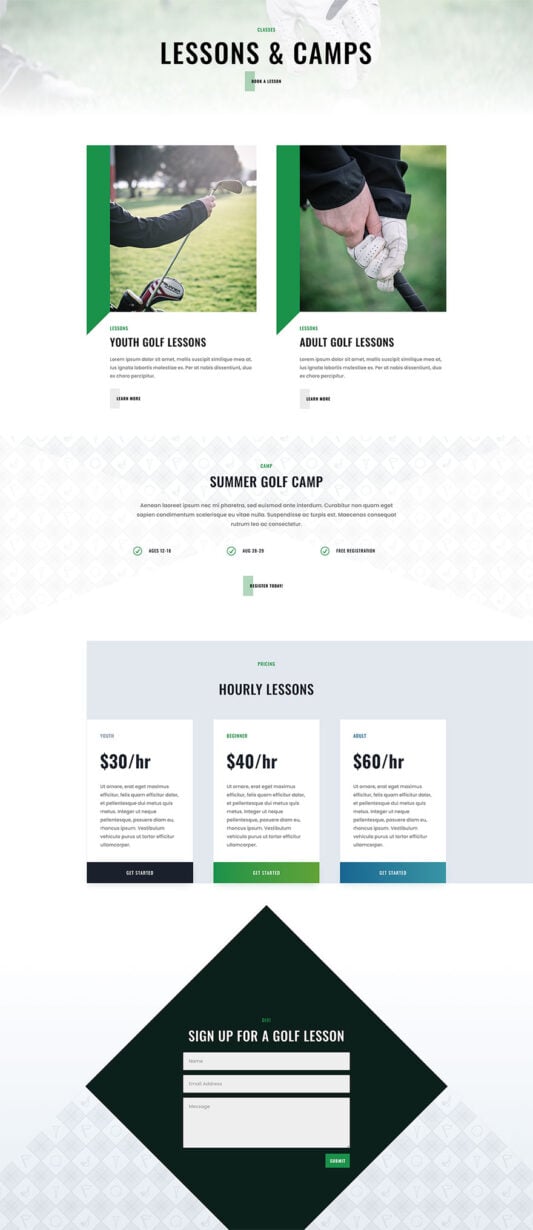 CLASSES
LESSONS & CAMPS
BOOK A LESSON
LESSONS
YOUTH GOLF LESSONS
Lorem ipsum dolor sit amet, mellis suscipit similique mea at,
ius ignota lobortis molestiae ex. Per at nobis dissentiunt, duo
ex choro percipitur.
LEARN MORE
LESSONS
ADULT GOLF LESSONS
Lorem ipsum dolor sit amet, mellis suscipit similique mea at,
ius ignota lobortis molestiae ex. Per at nobis dissentiunt, duo
ex choro percipitur.
LEARN MORE
CAMP
SUMMER GOLF CAMP
Aenean laoreet ipsum nec mi pharetra, sed euismod ante interdum. Curabitur non quam eget
sapien condimentum scelerisque eu vitae nulla. Suspendisse ac turpis est. Maecenas consequat
rutrum leo ac consectetur.
AGES 12-18
AUG 28-29
FREE REGISTRATION
REGISTER TODAY!
PRICING
HOURLY LESSONS
YOUTH
$30/hr
Ut ornare, erat eget maximus
efficitur, felis quam efficitur dolor,
et pellentesque dui metus quis
metus. Integer ut neque
pellentesque, posuere diam eu,
rhoncus ipsum. Vestibulum
vehicula purus ut tortor efficitur
ullamcorper.
GET STARTED
BEGINNER
$40/hr
Ut ornare, erat eget maximus
efficitur, felis quam efficitur dolor,
et pellentesque dui metus quis
metus. Integer ut neque
pellentesque, posuere diam eu,
rhoncus ipsum. Vestibulum
vehicula purus ut tortor efficitur
ullamcorper.
GET STARTED
ADULT
$60/hr
Ut ornare, erat eget maximus
efficitur, felis quam efficitur dolor,
et pellentesque dui metus quis
metus. Integer ut neque
pellentesque, posuere diam eu,
rhoncus ipsum. Vestibulum
vehicula purus ut tortor efficitur
ullamcorper.
GET STARTED
DIVI
SIGN UP FOR A GOLF LESSON
Name
Email Address
Message
SUBMIT